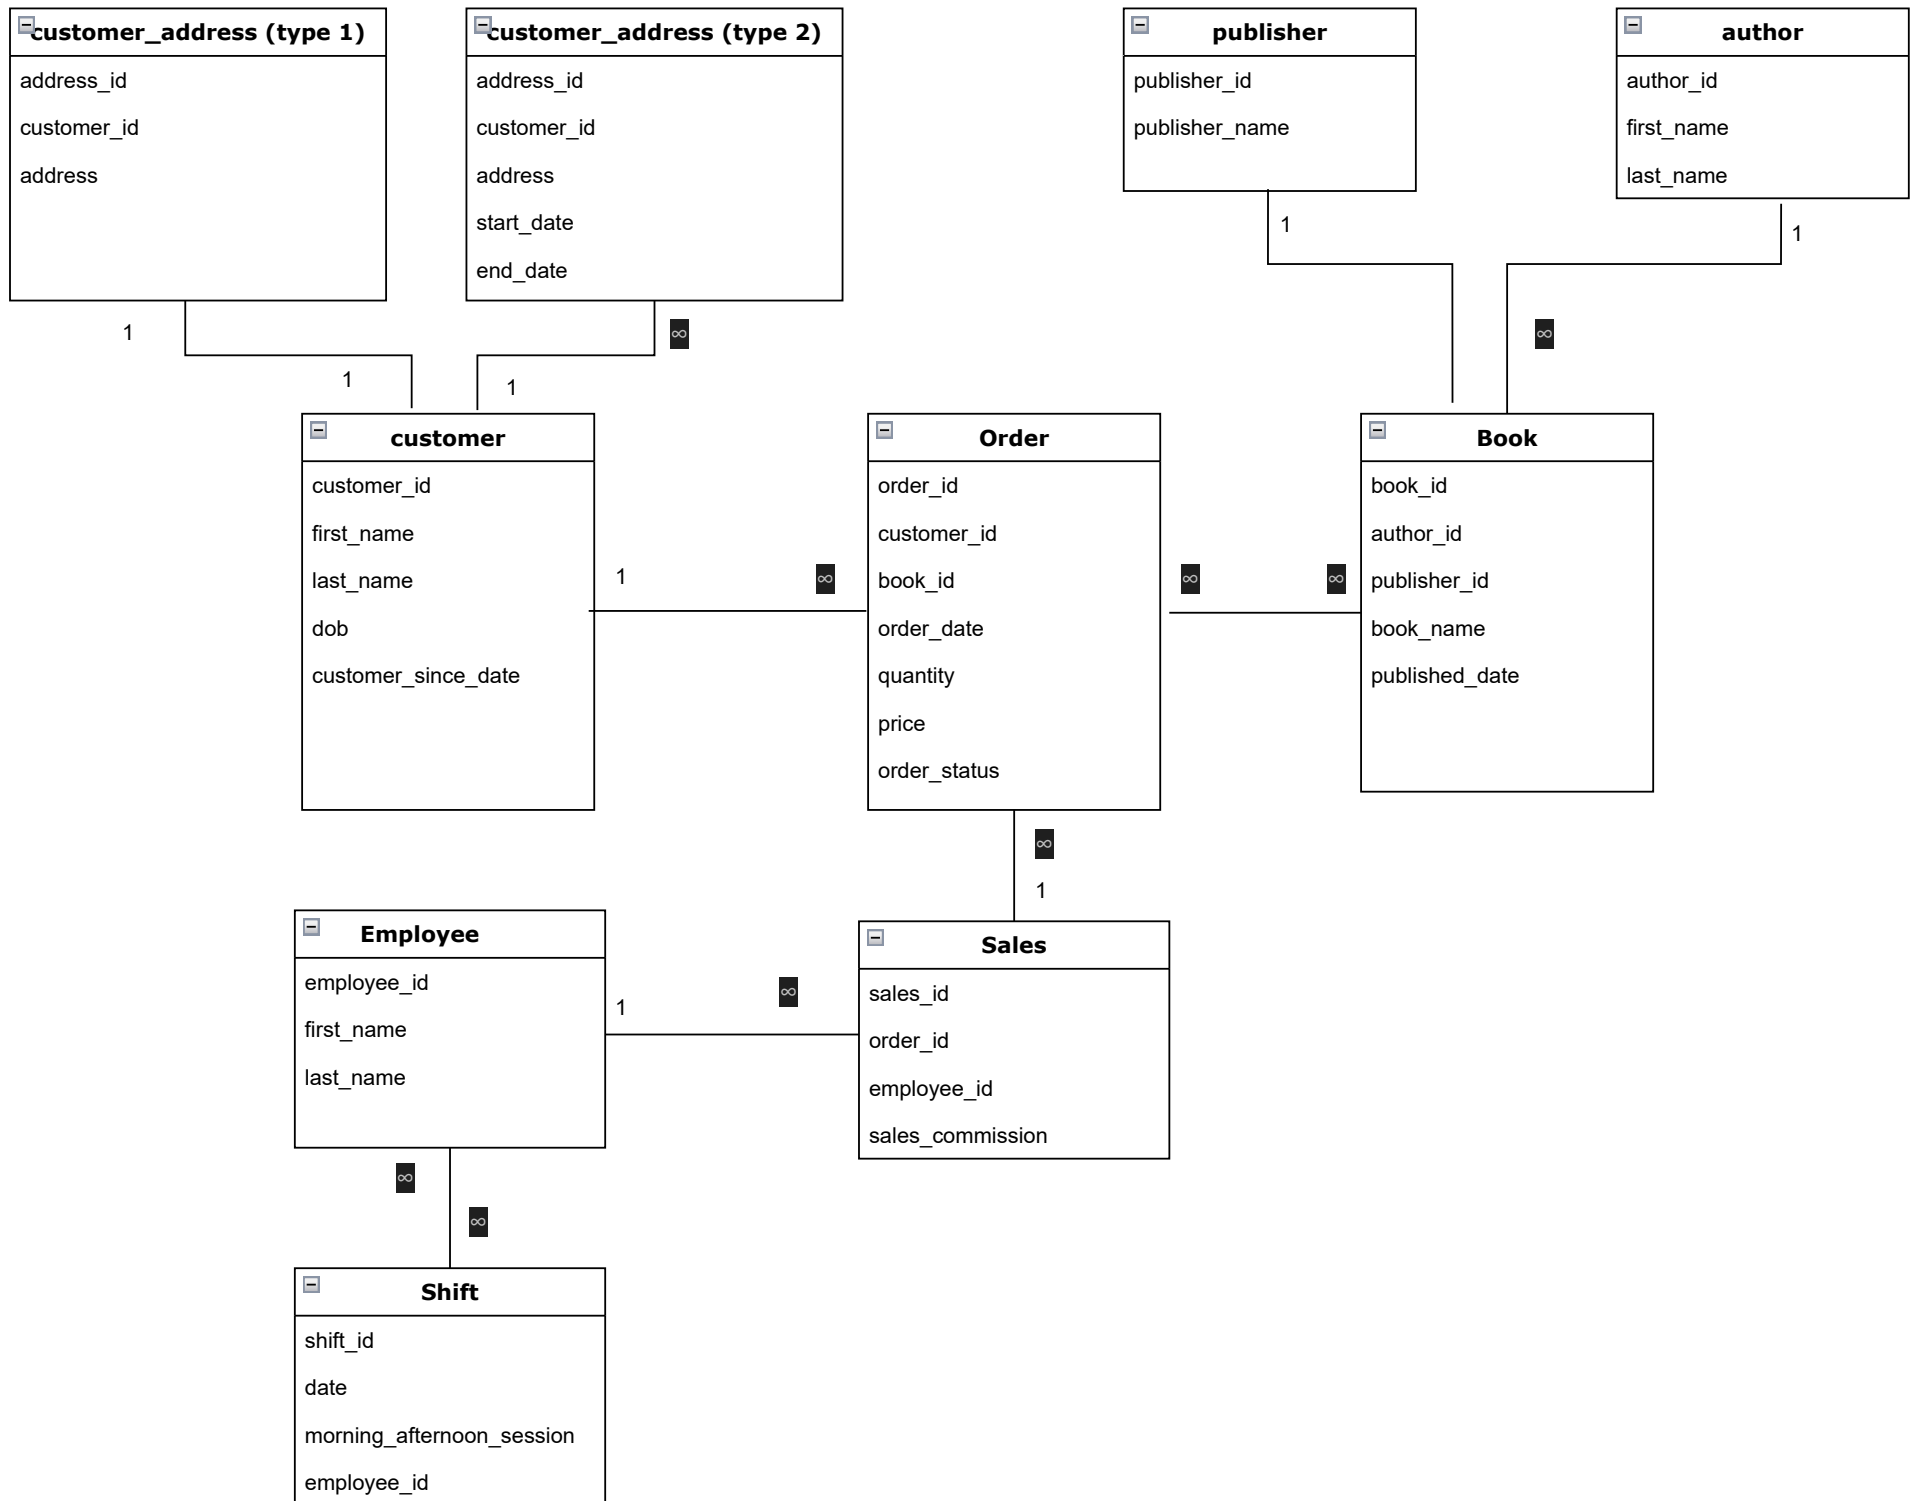 customer_address (type 1)
address_id
customer_id
address
customer_address (type 2)
address_id
customer_id
address
start_date
end_date
publisher
publisher_id
publisher_name
author
author_id
first_name
last_name
1
1
1
∞
1
1
∞
customer
customer_id
first_name
last_name
dob
customer_since_date
1
∞
Order
order_id
customer_id
book_id
order_date
quantity
price
order_status
∞
∞
Book
book_id
author_id
publisher_id
book_name
published_date
∞
1
Employee
employee_id
first_name
last_name
1
∞
Sales
sales_id
order_id
employee_id
sales_commission
∞
∞
Shift
shift_id
date
morning_afternoon_session
employee_id